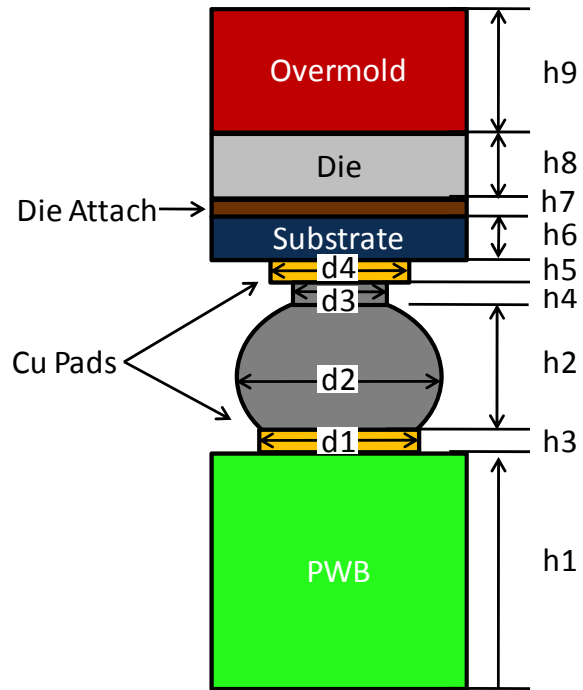 Overmold
h9
Die
h8
h7
Die Attach
Substrate
h6
d4
h5
d3
h4
Cu Pads
d2
h2
d1
h3
PWB
h1